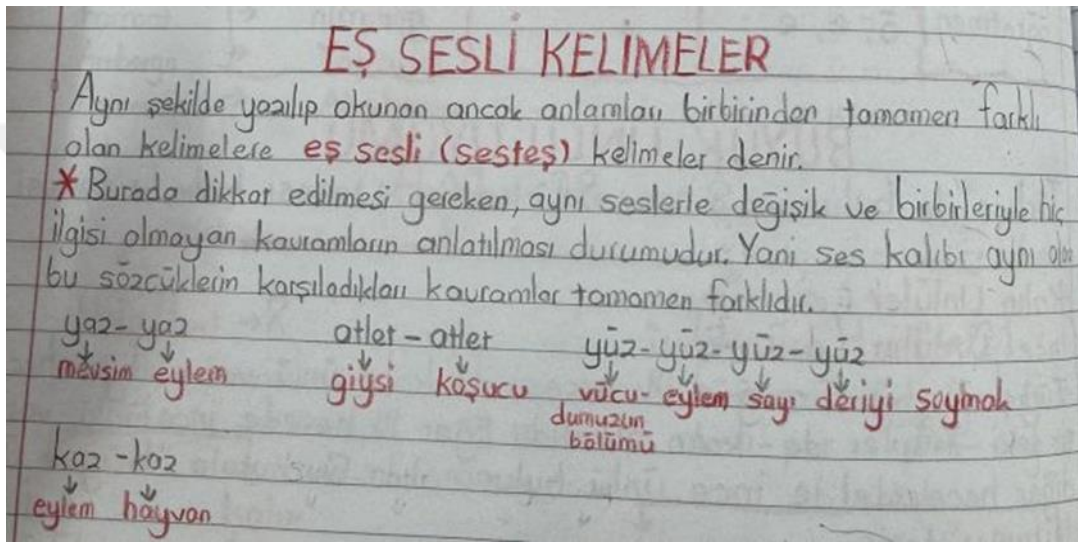 EŞ SESLİ KELİMELER
Aynı şekilde yazılıp okunan ancak anlamları birbirinden tamamen farklı
olan kelimelere eş sesli (sesteş) kelimeler denir.
* Burada dikkat edilmesi gereken, aynı seslerle değişik ve birbirleriyle hiç
ilgisi olmayan kavramların anlatılması durumudur. Yani ses kalıbı aynı olan
bu sözcüklerin karşıladıkları kavramlar tamamen farklıdır.
yaz - yaz atlet - atlet yüz - yüz - yüz - yüz
mevsim eylem giysi koşucu vücu- eylem sayı deriyi soymak
dumuzun
bölümü
kaz - kaz
eylem hayvan